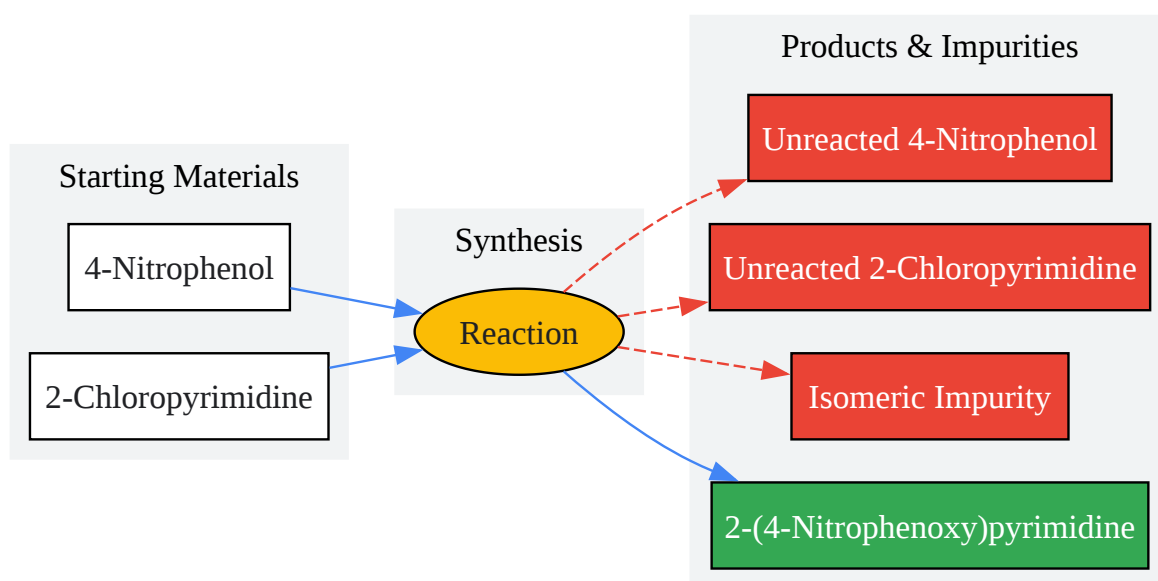 Starting Materials
4-Nitrophenol
2-Chloropyrimidine
Synthesis
Reaction
Products & Impurities
Unreacted 4-Nitrophenol
Unreacted 2-Chloropyrimidine
Isomeric Impurity
2-(4-Nitrophenoxy)pyrimidine